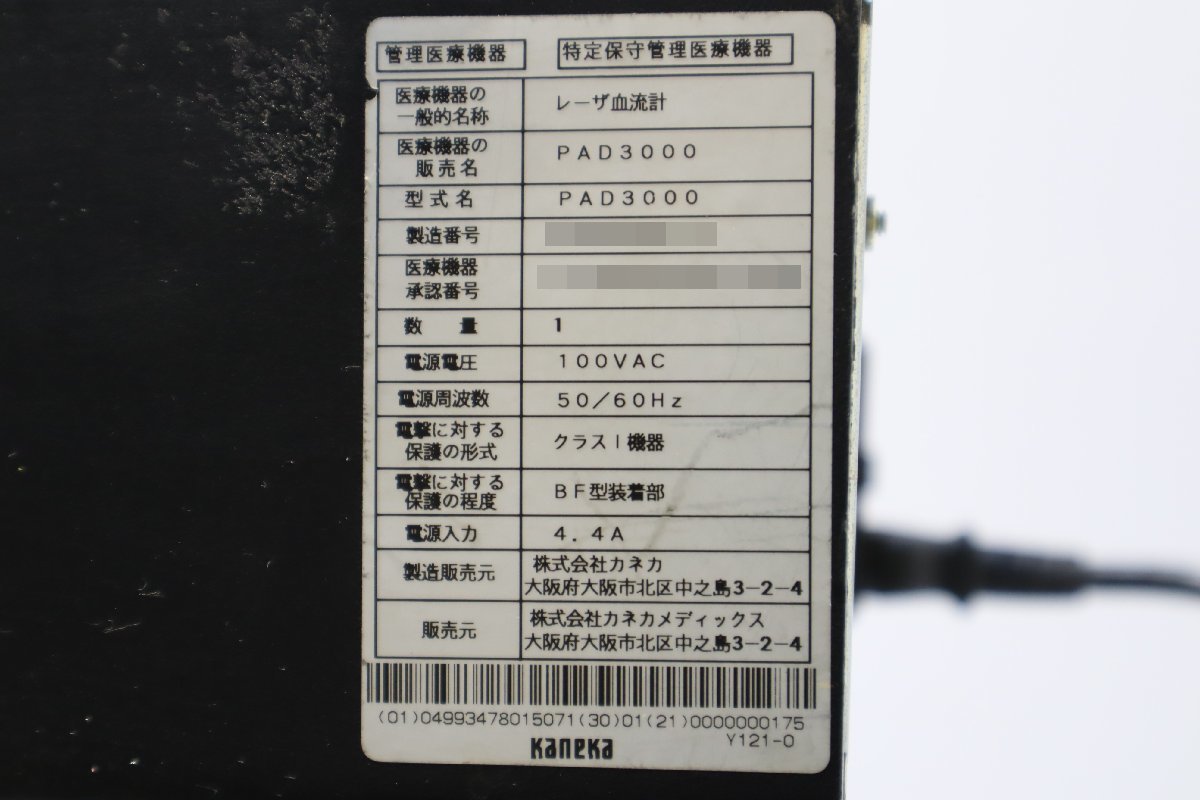 管理医療機器 特定保守管理医療機器
医療機器の
一般的名称 レーザ血流計
医療機器の
販売名 PAD3000
型式名 PAD3000
製造番号
医療機器
承認番号
数 量 1
電源電圧 100VAC
電源周波数 50/60Hz
電撃に対する
保護の形式 クラスI機器
電撃に対する
保護の程度 BF型装着部
電源入力 4.4A
製造販売元 株式会社カネカ
大阪府大阪市北区中之島3-2-4
販売元 株式会社カネカメディックス
大阪府大阪市北区中之島3-2-4
(01)04993478015071(30)01(21)0000000175
Y121-0
Kaneka